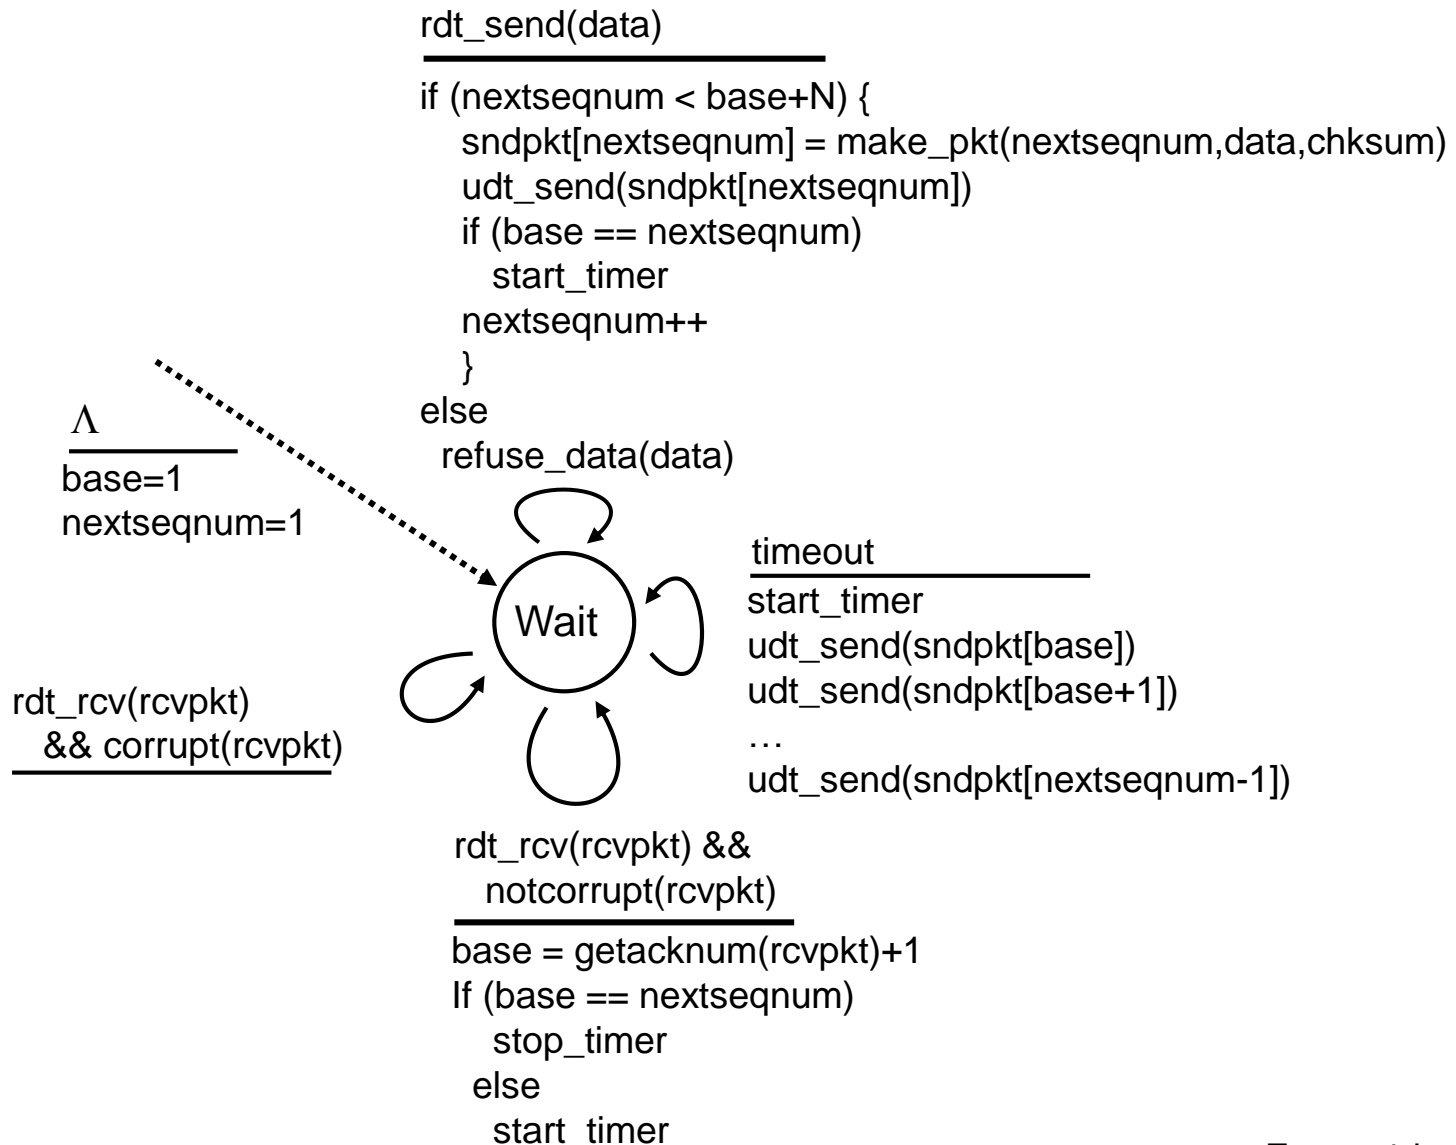 rdt_send(data)
if (nextseqnum < base+N) {
sndpkt[nextseqnum] = make_pkt(nextseqnum,data,chksum)
udt_send(sndpkt[nextseqnum])
if (base == nextseqnum)
start_timer
nextseqnum++
}
else
refuse_data(data)
Λ
base=1
nextseqnum=1
Wait
timeout
start_timer
udt_send(sndpkt[base])
udt_send(sndpkt[base+1])
…
udt_send(sndpkt[nextseqnum-1])
rdt_rcv(rcvpkt)
&& corrupt(rcvpkt)
rdt_rcv(rcvpkt) &&
notcorrupt(rcvpkt)
base = getacknum(rcvpkt)+1
If (base == nextseqnum)
stop_timer
else
start_timer